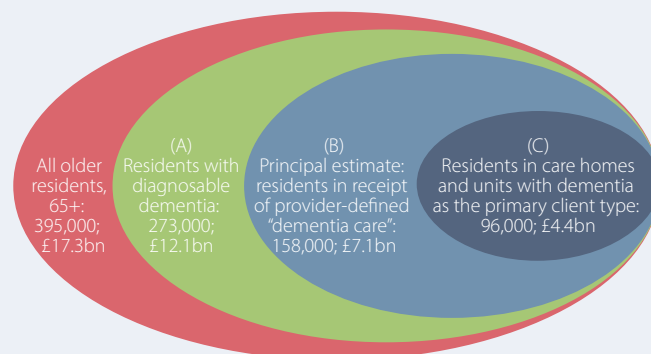 All older
residents,
65+:
395,000;
£17.3bn
(A)
Residents with
diagnosable
dementia:
273,000;
£12.1bn
(B)
Principal estimate:
residents in receipt
of provider-defined
“dementia care”:
158,000; £7.1bn
(C)
Residents in care homes
and units with dementia
as the primary client type:
96,000; £4.4bn